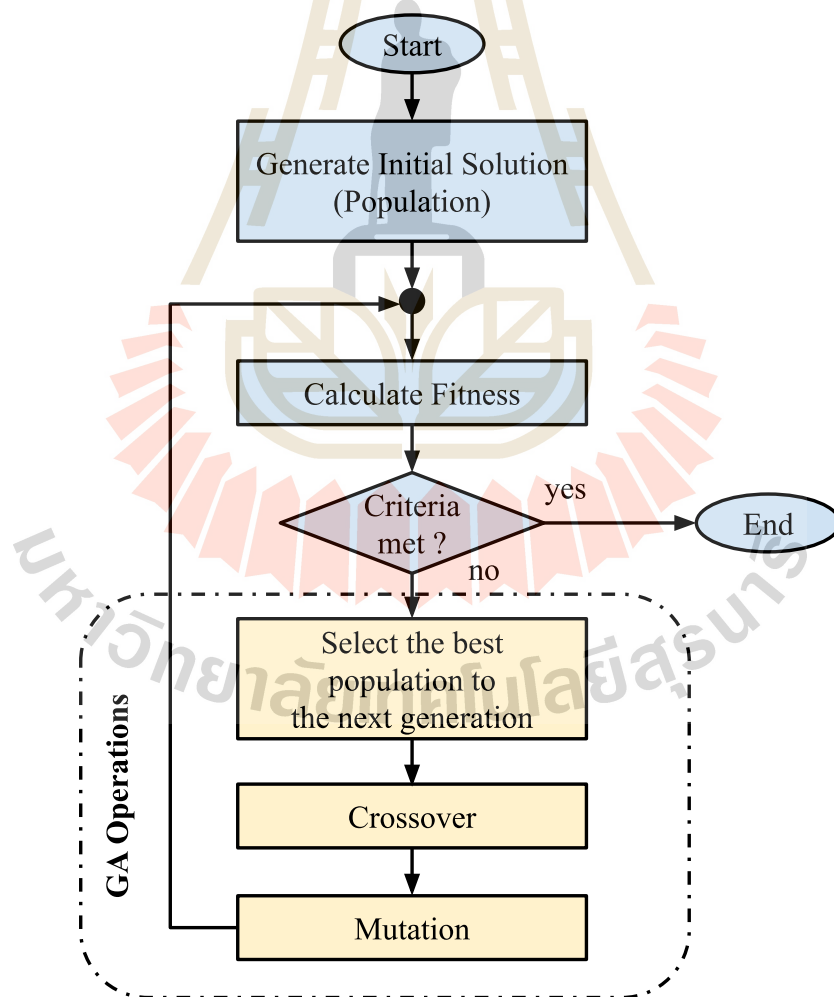 Start
Generate Initial Solution
(Population)
Calculate Fitness
Criteria
met ?
yes
End
no
Select the best
population to
the next generation
Crossover
Mutation
GA Operations
มหาวิทยาลัยเทคโนโลยีสุรนารี